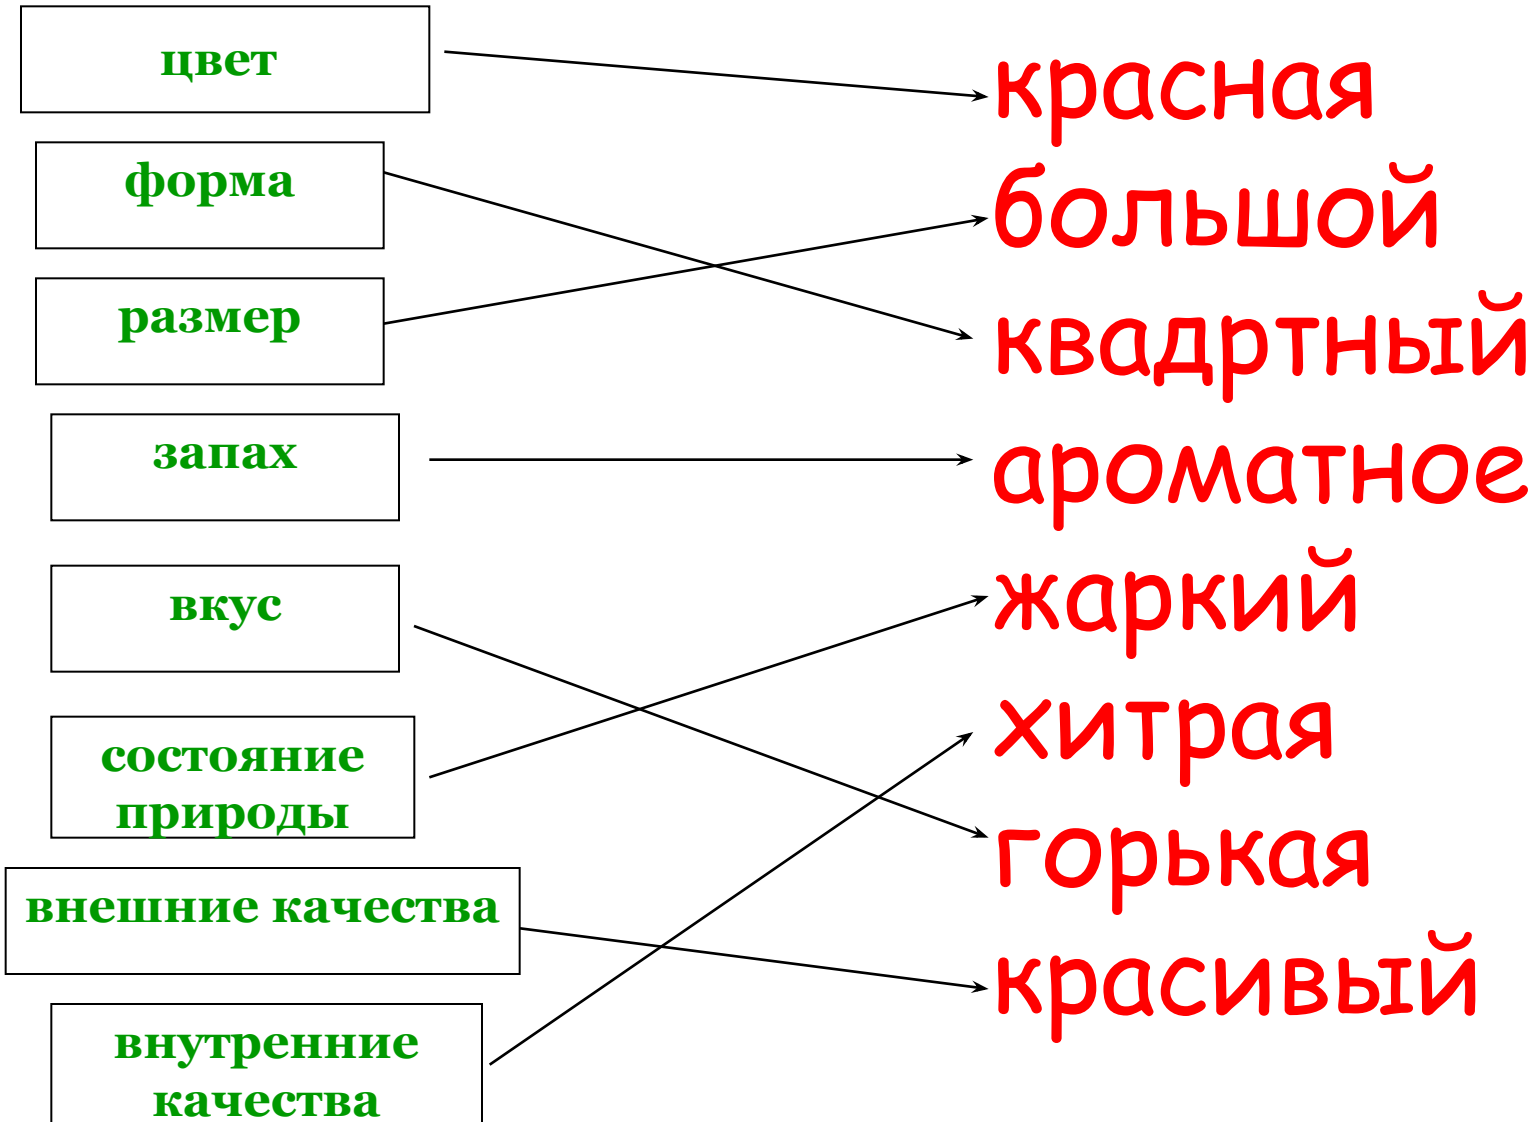 цвет
форма
размер
запах
вкус
состояние
природы
внешние качества
внутренние
качества
красная
большой
квадртный
ароматное
жаркий
хитрая
горькая
красивый